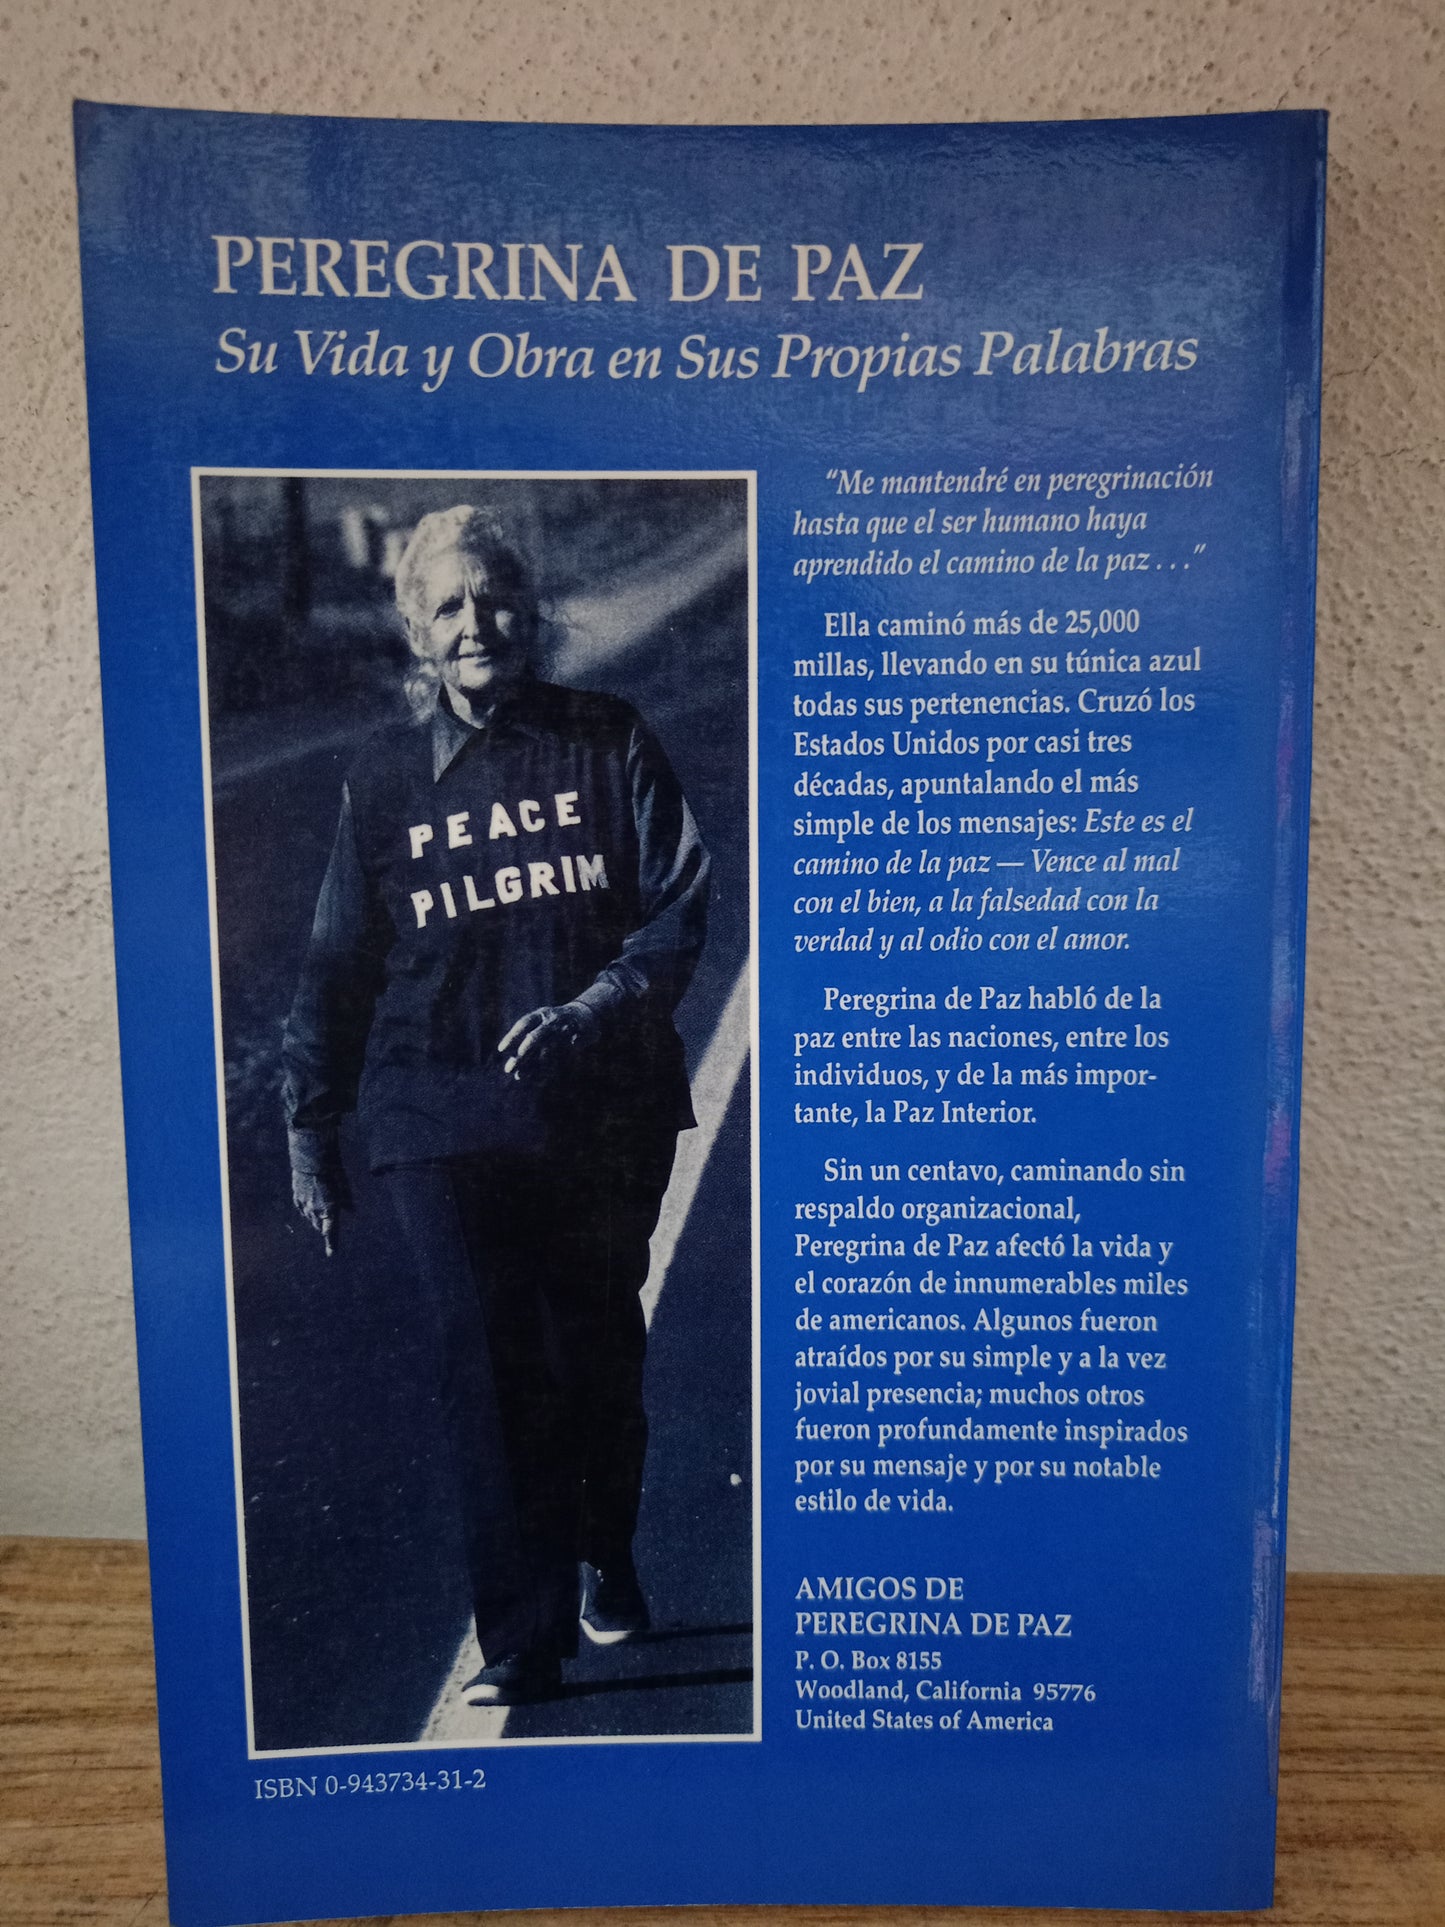 PEREGRINA DE PAZ
Su Vida y Obra en Sus Propias Palabras
PEACE
PILGRIM
“Me mantendré en peregrinación
hasta que el ser humano haya
aprendido el camino de la paz . . .”
Ella caminó más de 25,000
millas, llevando en su túnica azul
todas sus pertenencias. Cruzó los
Estados Unidos por casi tres
décadas, apuntalando el más
simple de los mensajes: Este es el
camino de la paz — Vence al mal
con el bien, a la falsedad con la
verdad y al odio con el amor.
Peregrina de Paz habló de la
paz entre las naciones, entre los
individuos, y de la más impor-
tante, la Paz Interior.
Sin un centavo, caminando sin
respaldo organizacional,
Peregrina de Paz afectó la vida y
el corazón de innumerables miles
de americanos. Algunos fueron
atraídos por su simple y a la vez
jovial presencia; muchos otros
fueron profundamente inspirados
por su mensaje y por su notable
estilo de vida.
AMIGOS DE
PEREGRINA DE PAZ
P. O. Box 8155
Woodland, California 95776
United States of America
ISBN 0-943734-31-2